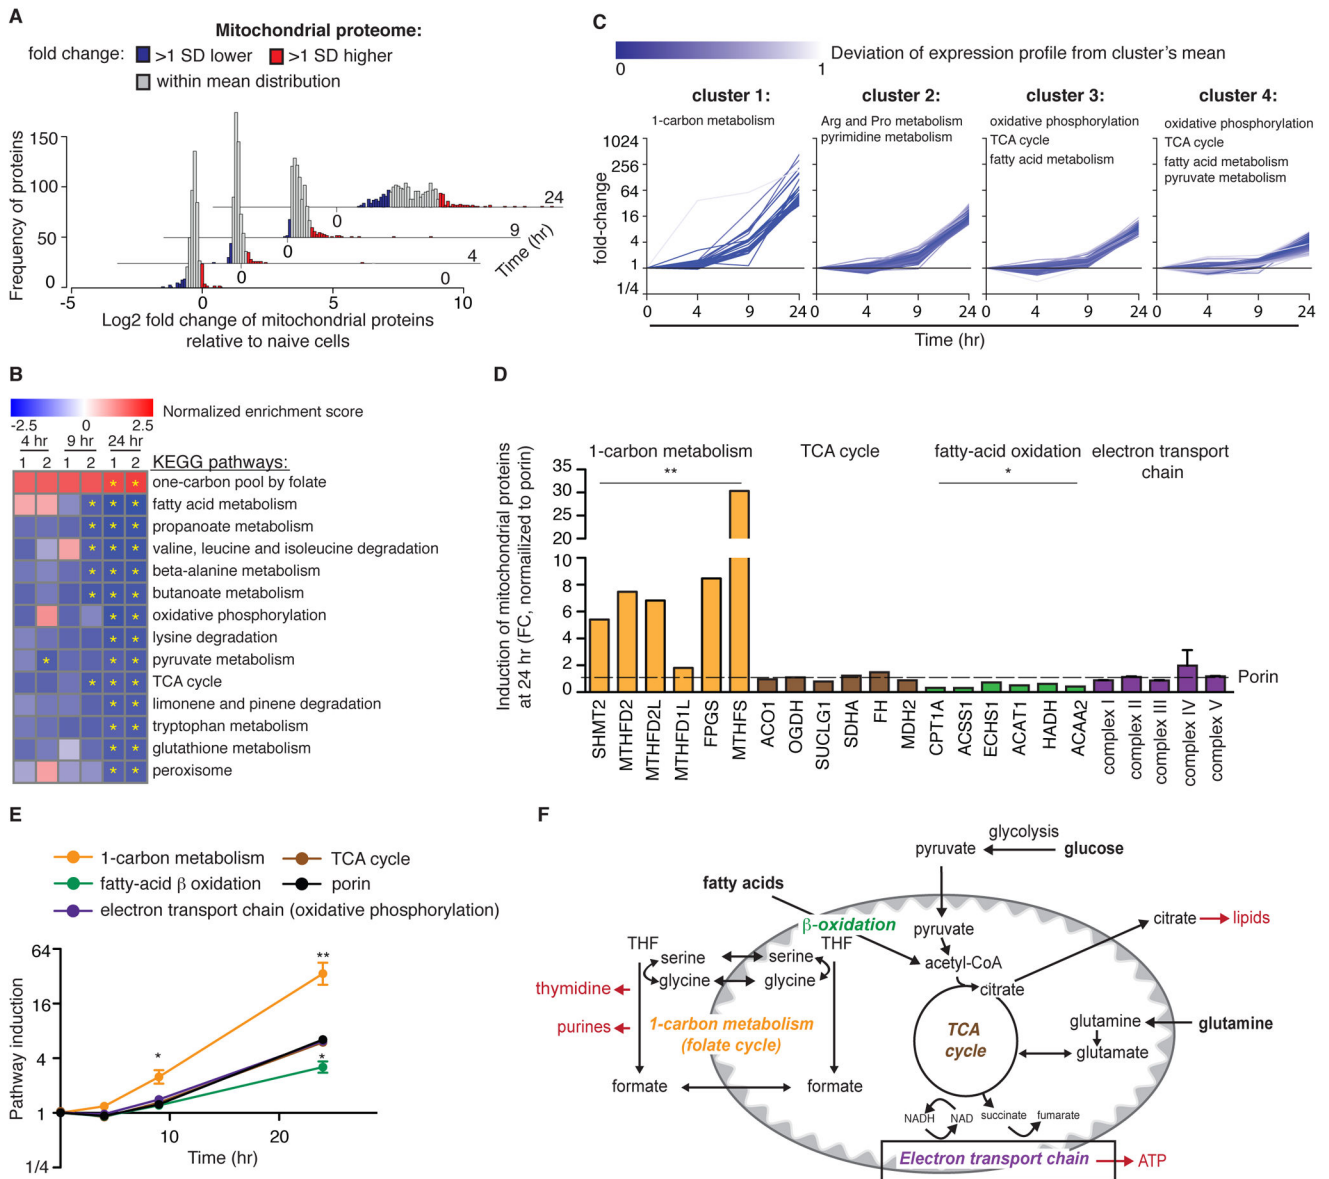 A
Mitochondrial proteome:
fold change: >1 SD lower >1 SD higher
within mean distribution
Frequency of proteins
150
100
50
0
-5 0 5 10
0 0 0 0
24
9
4
Time (hr)
Log2 fold change of mitochondrial proteins
relative to naive cells
B
-2.5 0 2.5
Normalized enrichment score
4 hr 9 hr 24 hr
1 2 1 2 1 2 KEGG pathways:
* * one-carbon pool by folate
* * * fatty acid metabolism
* * * propanoate metabolism
* * * valine, leucine and isoleucine degradation
* * * beta-alanine metabolism
* * * butanoate metabolism
* * oxidative phosphorylation
* * lysine degradation
* * * pyruvate metabolism
* * * TCA cycle
* * limonene and pinene degradation
* * tryptophan metabolism
* * glutathione metabolism
* * peroxisome
C
Deviation of expression profile from cluster's mean
0 1
cluster 1:
1-carbon metabolism
cluster 2:
Arg and Pro metabolism
pyrimidine metabolism
cluster 3:
oxidative phosphorylation
TCA cycle
fatty acid metabolism
cluster 4:
oxidative phosphorylation
TCA cycle
fatty acid metabolism
pyruvate metabolism
fold-change
1024
256
64
16
4
1
1/4
0 4 9 24 0 4 9 24 0 4 9 24 0 4 9 24
Time (hr)
D
Induction of mitochondrial proteins
at 24 hr (FC, normailized to porin)
1-carbon metabolism
**
TCA cycle
fatty-acid oxidation
*
electron transport
chain
35
30
25
20
10
8
6
4
2
0
Porin
SHMT2
MTHFD2
MTHFD2L
MTHFD1L
FPGS
MTHFS
ACO1
OGDH
SUCLG1
SDHA
FH
MDH2
CPT1A
ACSS1
ECHS1
ACAT1
HADH
ACAA2
complex I
complex II
complex III
complex IV
complex V
E
1-carbon metabolism
TCA cycle
fatty-acid β oxidation
porin
electron transport chain (oxidative phosphorylation)
Pathway induction
64
16
4
1
1/4
*
**
*
10 20
Time (hr)
F
glycolysis
pyruvate glucose
fatty acids
β-oxidation
pyruvate
citrate lipids
acetyl-CoA
citrate
THF
serine
glycine
serine
glycine
THF
thymidine
purines
1-carbon metabolism
(folate cycle)
formate
formate
TCA
cycle
glutamine glutamine
glutamate
NADH NAD succinate fumarate
Electron transport chain ATP